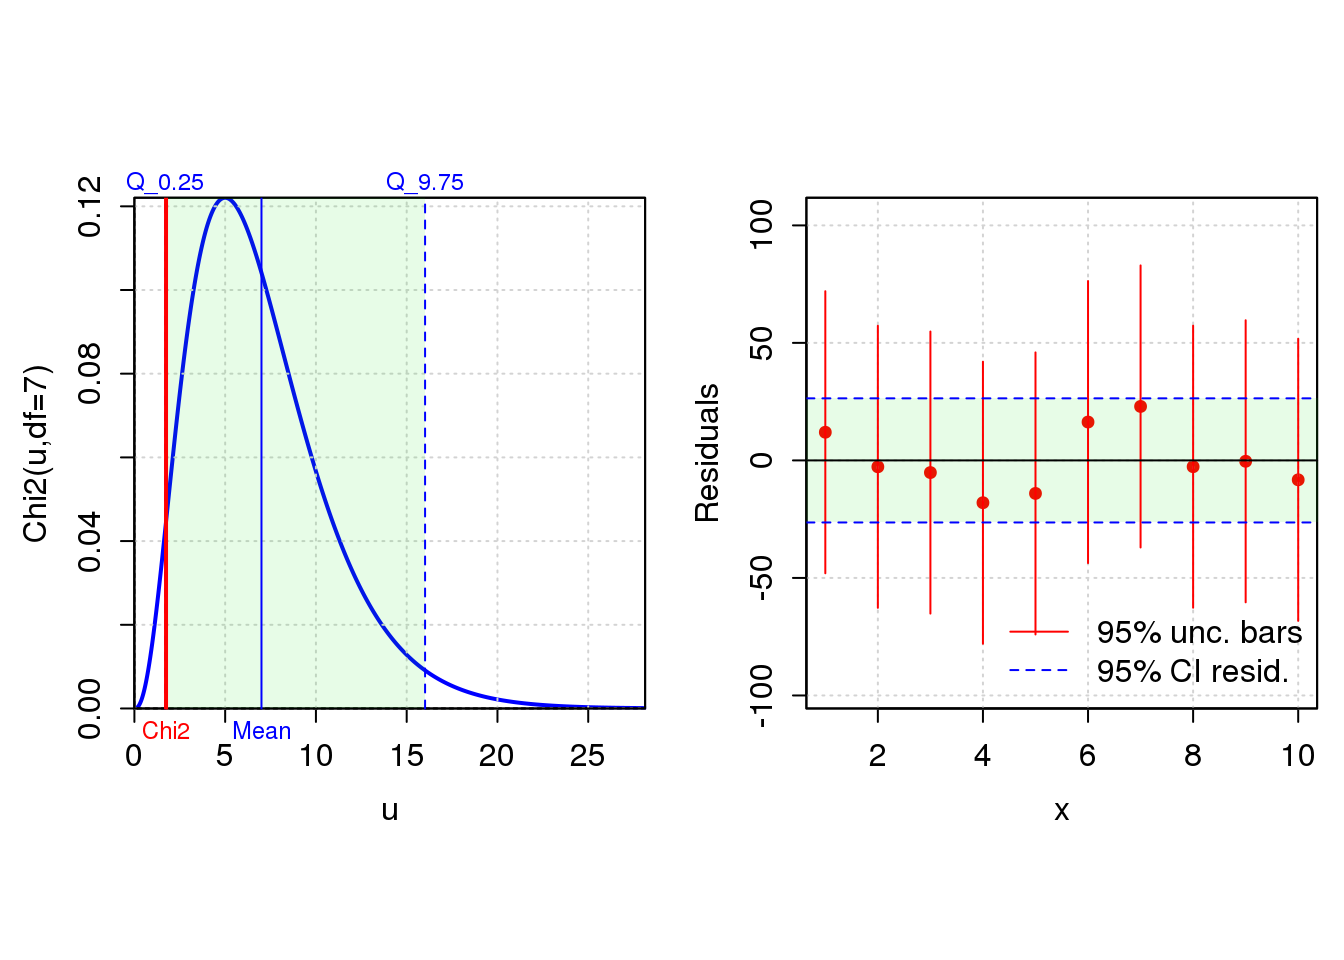 Q_0.25 Q_9.75
Chi2(u,df=7)
0.00 0.04 0.08 0.12
Chi2 Mean
0 5 10 15 20 25
u
Residuals
-100 -50 0 50 100
95% unc. bars
95% CI resid.
2 4 6 8 10
x